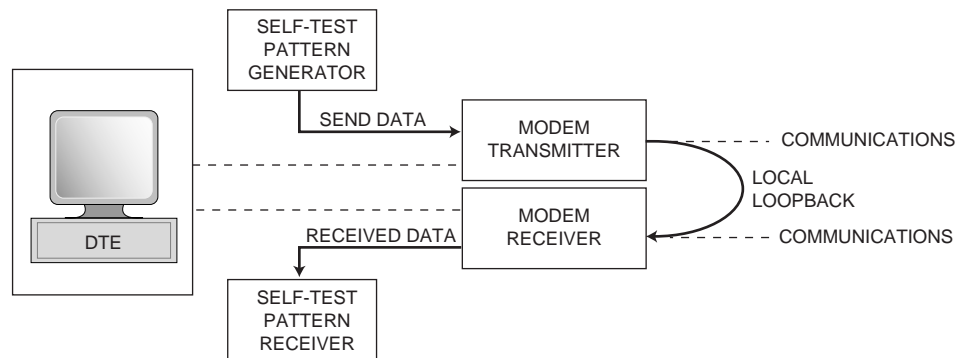 SELF-TEST
PATTERN
GENERATOR
SEND DATA
MODEM
TRANSMITTER
COMMUNICATIONS
LOCAL
LOOPBACK
DTE
RECEIVED DATA
MODEM
RECEIVER
COMMUNICATIONS
SELF-TEST
PATTERN
RECEIVER